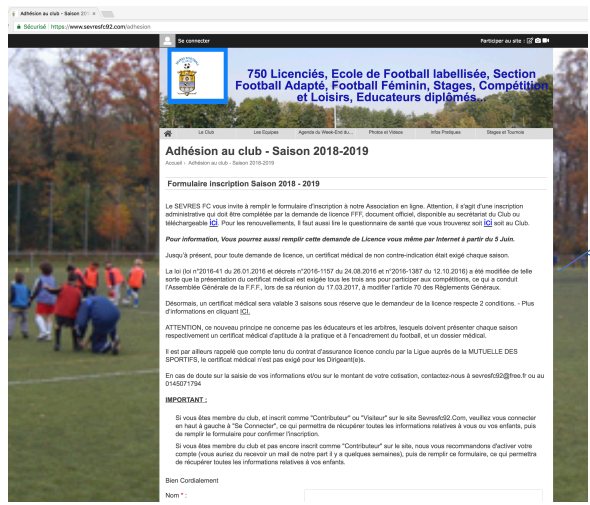 Adhésion au club - Saison 201
Sécurisé | https://www.sevresfc92.com/adhesion
Se connecter
Participer au site :
750 Licenciés, Ecole de Football labellisée, Section
Football Adapté, Football Féminin, Stages, Compétition
et Loisirs, Educateurs diplômés...
Le Club
Les Equipes
Agenda du Week-End du...
Photos et Videos
Infos Pratiques
Stages et Tournois
Adhésion au club - Saison 2018-2019
Accueil › Adhésion au club - Saison 2018-2019
Formulaire inscription Saison 2018 - 2019
Le SEVRES FC vous invite à remplir le formulaire d'inscription à notre Association en ligne. Attention, il s'agit d'une inscription
administrative qui doit être complétée par la demande de licence FFF, document officiel, disponible au secrétariat du Club ou
téléchargeable ICI. Pour les renouvellements, il faut aussi lire le questionnaire de santé que vous trouverez soit ICI soit au Club.
Pour information, Vous pourrez aussi remplir cette demande de Licence vous même par Internet à partir du 5 Juin.
Jusqu'à présent, pour toute demande de licence, un certificat médical de non contre-indication était exigé chaque saison.
La loi (loi n°2016-41 du 26.01.2016 et décrets n°2016-1157 du 24.08.2016 et n°2016-1387 du 12.10.2016) a été modifiée de telle
sorte que la présentation du certificat médical est exigée tous les trois ans pour participer aux compétitions, ce qui a conduit
l'Assemblée Générale de la F.F.F., lors de sa réunion du 17.03.2017, à modifier l'article 70 des Règlements Généraux.
Désormais, un certificat médical sera valable 3 saisons sous réserve que le demandeur de la licence respecte 2 conditions. - Plus
d'informations en cliquant ICI.
ATTENTION, ce nouveau principe ne concerne pas les éducateurs et les arbitres, lesquels doivent présenter chaque saison
respectivement un certificat médical d'aptitude à la pratique et à l'encadrement du football, et un dossier médical.
Il est par ailleurs rappelé que compte tenu du contrat d'assurance licence conclu par la Ligue auprès de la MUTUELLE DES
SPORTIFS, le certificat médical n'est pas exigé pour les Dirigeant(e)s.
En cas de doute sur la saisie de vos informations et/ou sur le montant de votre cotisation, contactez-nous à sevresfc92@free.fr ou au
0145071794
IMPORTANT :
Si vous êtes membre du club, et inscrit comme "Contributeur" ou "Visiteur" sur le site Sevresfc92.Com, veuillez vous connecter
en haut à gauche à "Se Connecter", ce qui permettra de récupérer toutes les informations relatives à vous ou vos enfants, puis
de remplir le formulaire pour confirmer l'inscription.
Si vous êtes membre du club et pas encore inscrit comme "Contributeur" sur le site, nous vous recommandons d'activer votre
compte (vous auriez du recevoir un mail de notre part il y a quelques semaines), puis de remplir ce formulaire, ce qui permettra
de récupérer toutes les informations relatives à vos enfants.
Bien Cordialement
Nom * :